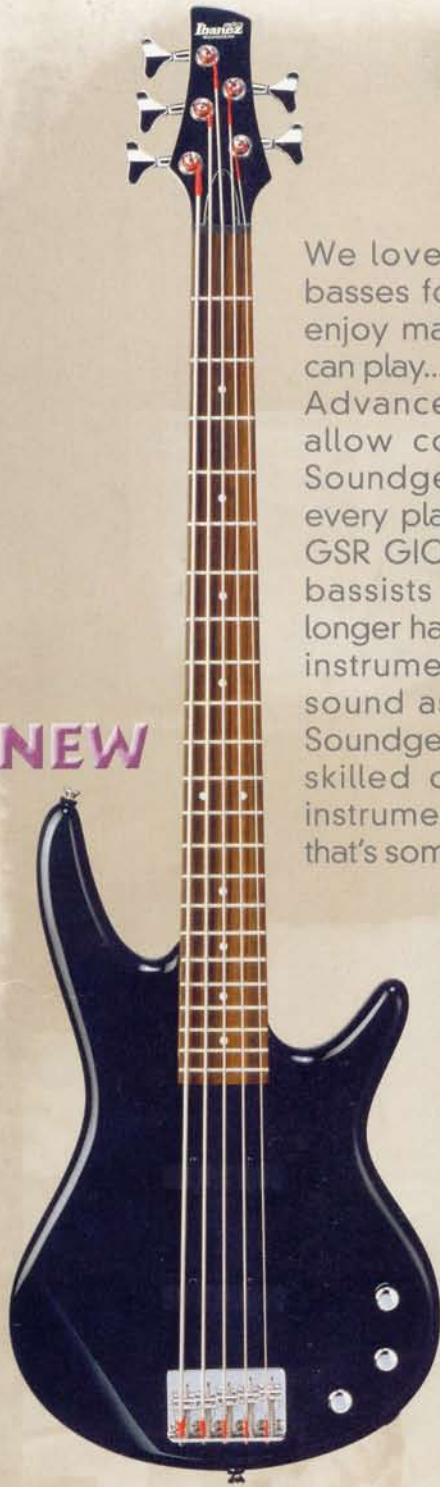 Ibanez
We love
basses fo
enjoy ma
can play...
Advance
allow co
Soundge
every pla
GSR GIO
bassists
longer ha
instrume
sound as
Soundge
skilled c
instrume
that's som
NEW